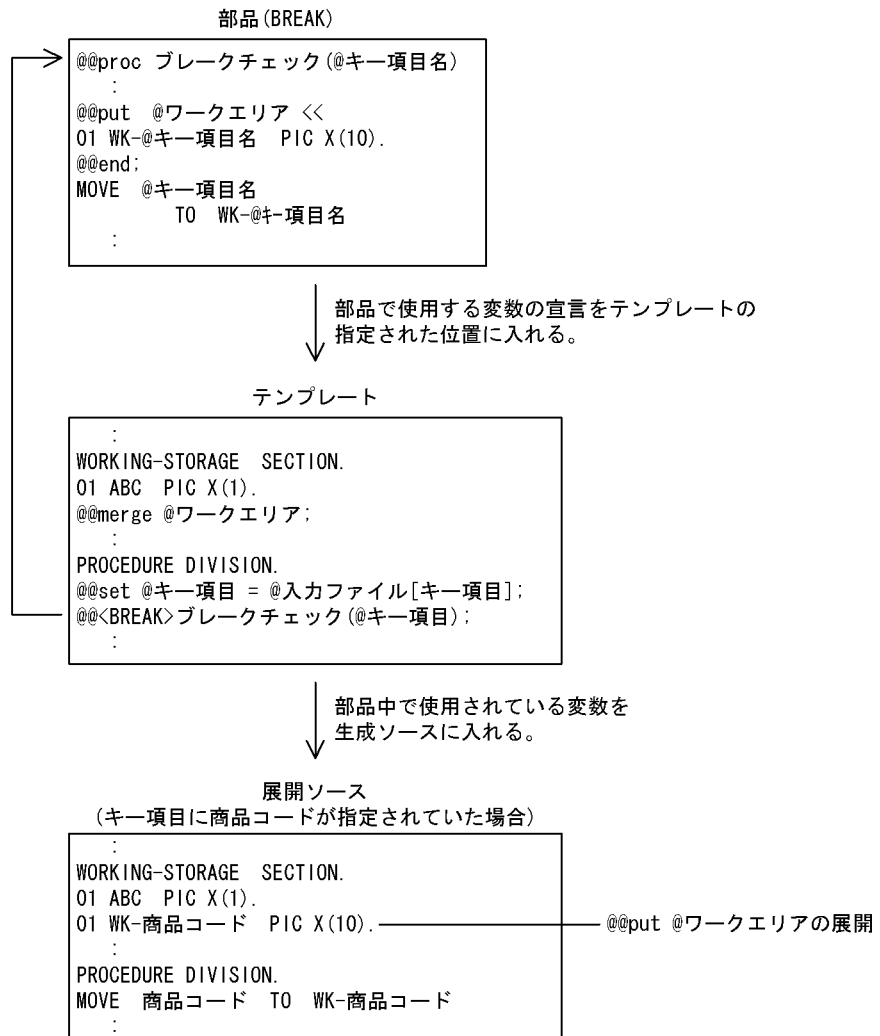 部品(BREAK)
@@proc ブレークチェック(@キー項目名)
:
@@put @ワークエリア <<
01 WK-@キー項目名 PIC X(10).
@@end;
MOVE @キー項目名
TO WK-@ｷｰ項目名
:
部品で使用する変数の宣言をテンプレートの
指定された位置に入れる。
テンプレート
:
WORKING-STORAGE SECTION.
01 ABC PIC X(1).
@@merge @ワークエリア;
:
PROCEDURE DIVISION.
@@set @キー項目 = @入力ファイル[キー項目];
@@<BREAK>ブレークチェック(@キー項目);
:
部品中で使用されている変数を
生成ソースに入れる。
展開ソース
(キー項目に商品コードが指定されていた場合)
:
WORKING-STORAGE SECTION.
01 ABC PIC X(1).
01 WK-商品コード PIC X(10).
@@put @ワークエリアの展開
:
PROCEDURE DIVISION.
MOVE 商品コード TO WK-商品コード
: